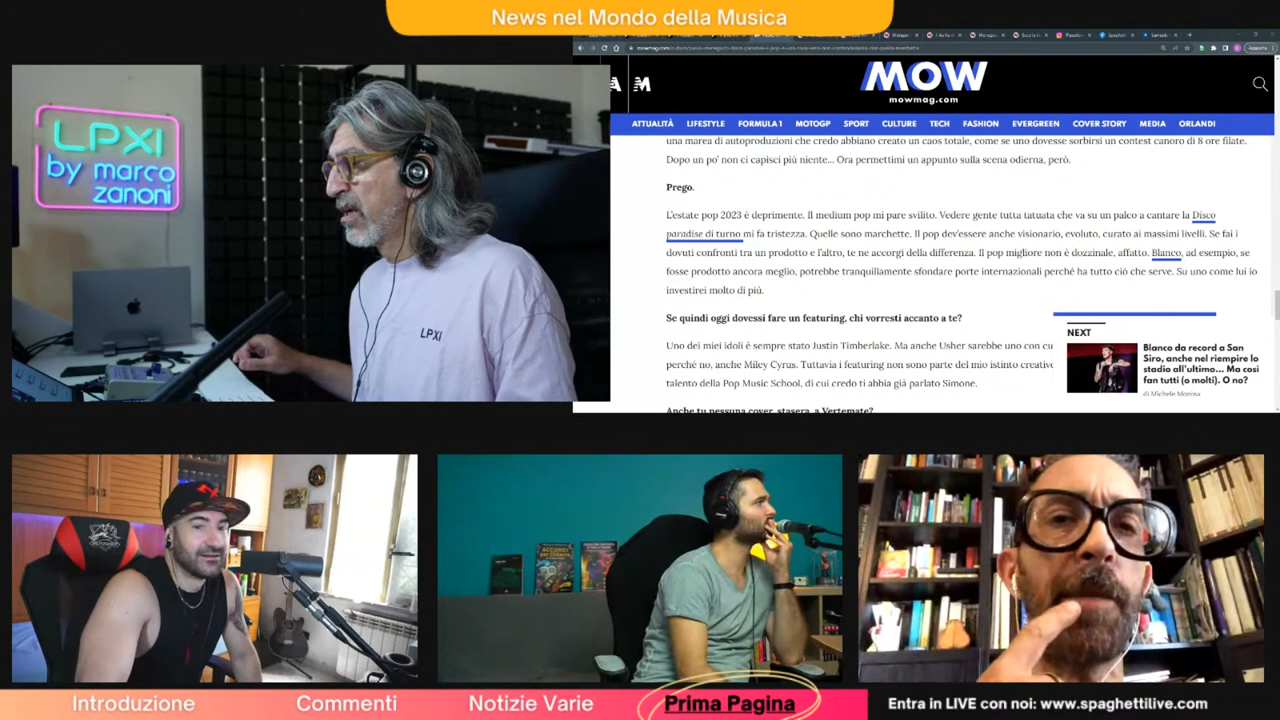 News nel Mondo della Musica
MOW
mowmag.com
ATTUALITÀ LIFESTYLE FORMULA 1 MOTOGP SPORT CULTURE TECH FASHION EVERGREEN COVER STORY MEDIA ORLANDI
una marea di autoproduzioni che credo abbiano creato un caos totale, come se uno dovesse sorbirsi un contest canoro di 8 ore filate.
Dopo un po' non ci capisci più niente... Ora permettimi un appunto sulla scena odierna, però.
Prego.
L'estate pop 2023 è deprimente. Il medium pop mi pare svilito. Vedere gente tutta tatuata che va su un palco a cantare la Disco
paradise di turno mi fa tristezza. Quelle sono marchette. Il pop dev'essere anche visionario, evoluto, curato ai massimi livelli. Se fai i
dovuti confronti tra un prodotto e l'altro, te ne accorgi della differenza. Il pop migliore non è dozzinale, affatto. Blanco, ad esempio, se
fosse prodotto ancora meglio, potrebbe tranquillamente sfondare porte internazionali perché ha tutto ciò che serve. Su uno come lui io
investirei molto di più.
Se quindi oggi dovessi fare un featuring, chi vorresti accanto a te?
Uno dei miei idoli è sempre stato Justin Timberlake. Ma anche Usher sarebbe uno con cu
perché no, anche Miley Cyrus. Tuttavia i featuring non sono parte del mio istinto creativo
talento della Pop Music School, di cui credo ti abbia già parlato Simone.
Anche tu nessuna cover, stasera, a Vertemate?
NEXT
Blanco da record a San
Siro, anche nel riempire lo
stadio all'ultimo... Ma così
fan tutti (o molti). O no?
di Michele Monina
LPXI
by marco
zanoni
LPXI
Introduzione Commenti Notizie Varie Prima Pagina
Entra in LIVE con noi: www.spaghettilive.com